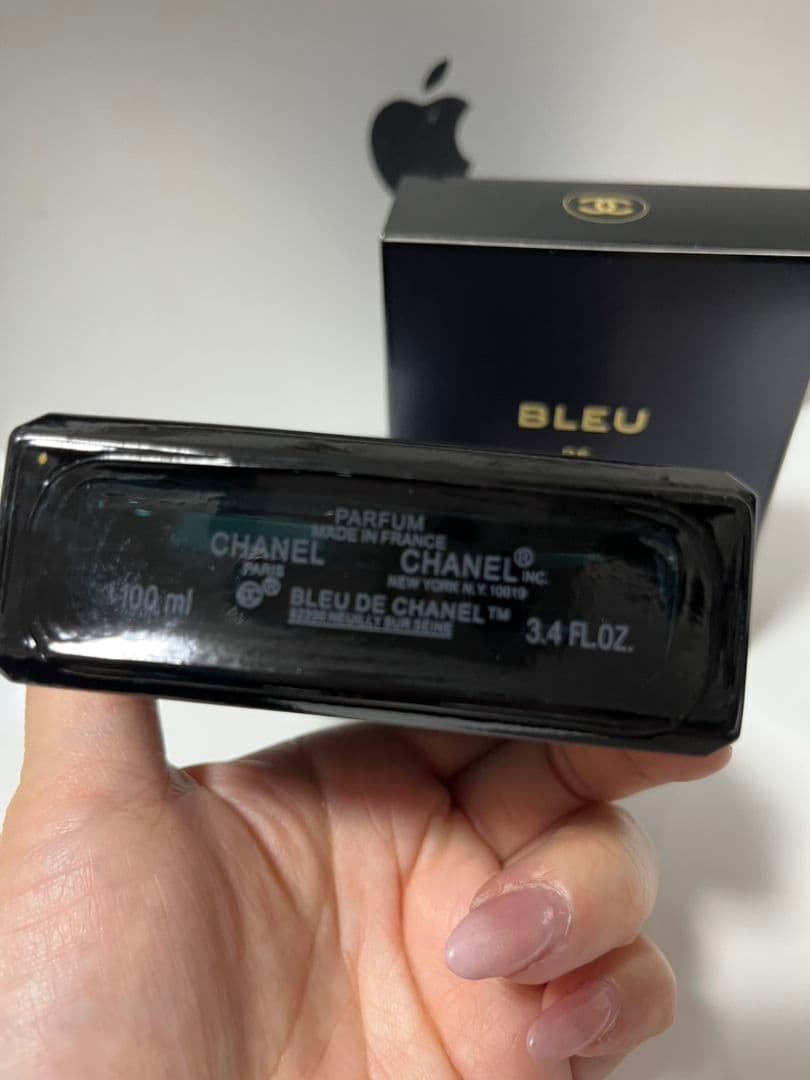 BLEU
DE
PARFUM
MADE IN FRANCE
CHANEL
PARIS
CHANEL®
INC.
NEW YORK N.Y. 10019
100 ml
®
BLEU DE CHANEL™
92200 NEUILLY SUR SEINE
3.4 FL.OZ.